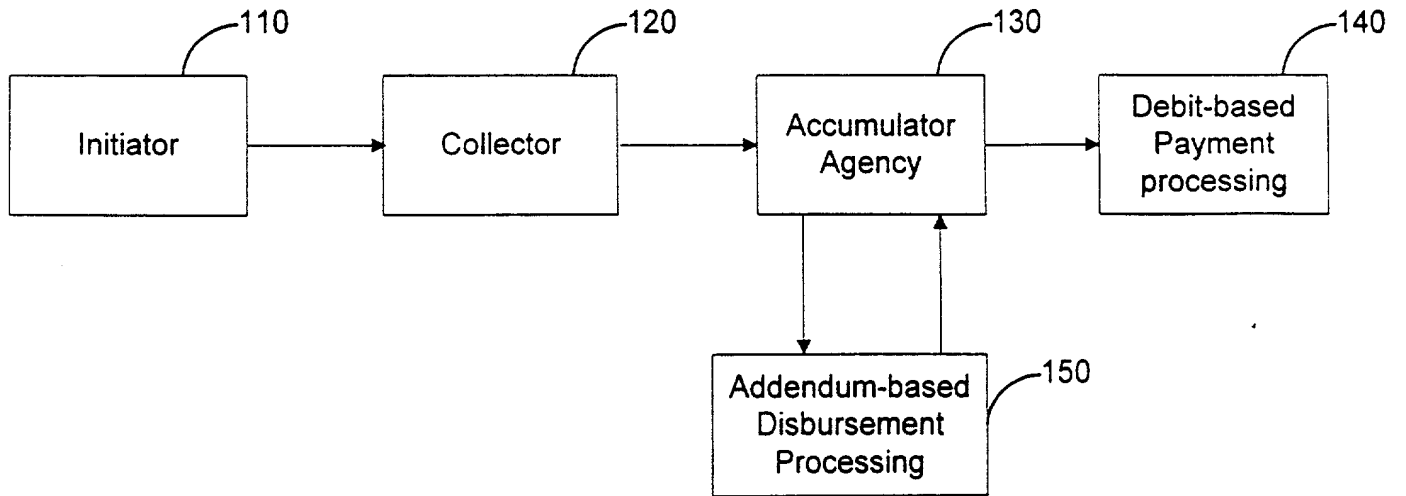 110
120
130
140
Initiator
Collector
Accumulator
Agency
Debit-based
Payment
processing
150
Addendum-based
Disbursement
Processing